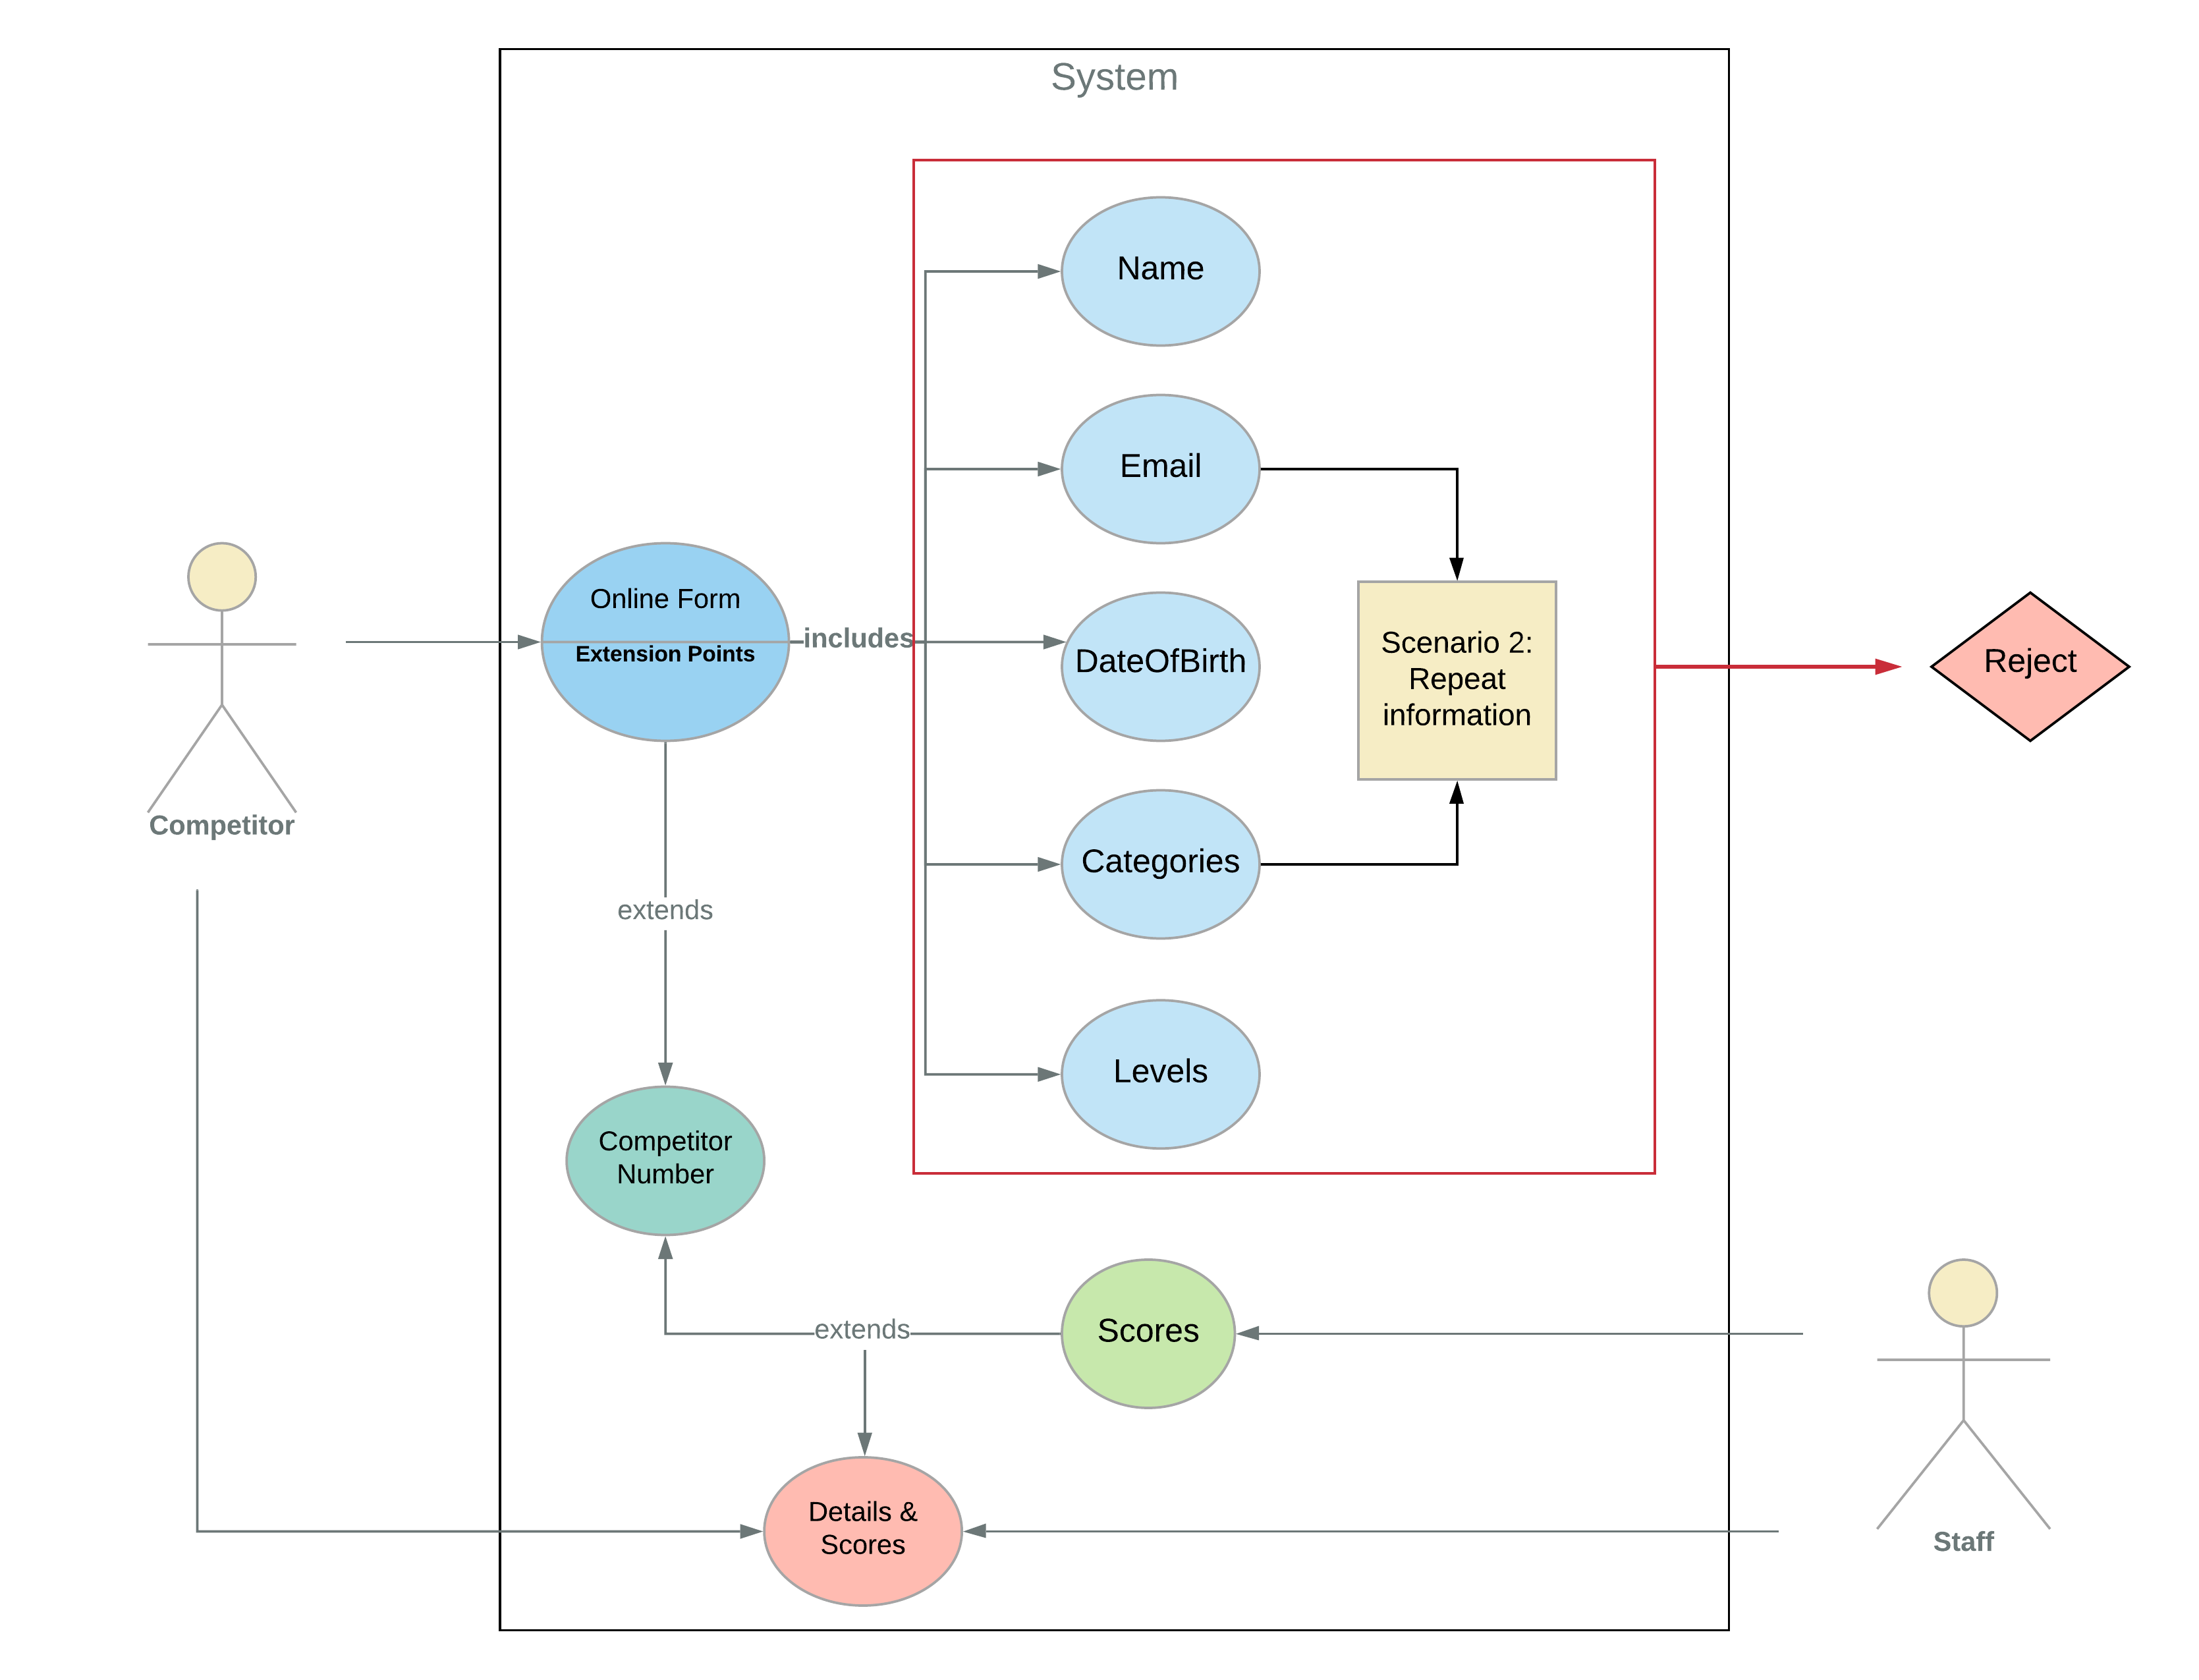 System
Name
Email
Online Form
Extension Points
includes
DateOfBirth
Scenario 2:
Repeat
information
Reject
Competitor
Categories
extends
Levels
Competitor
Number
Scores
extends
Details &
Scores
Staff